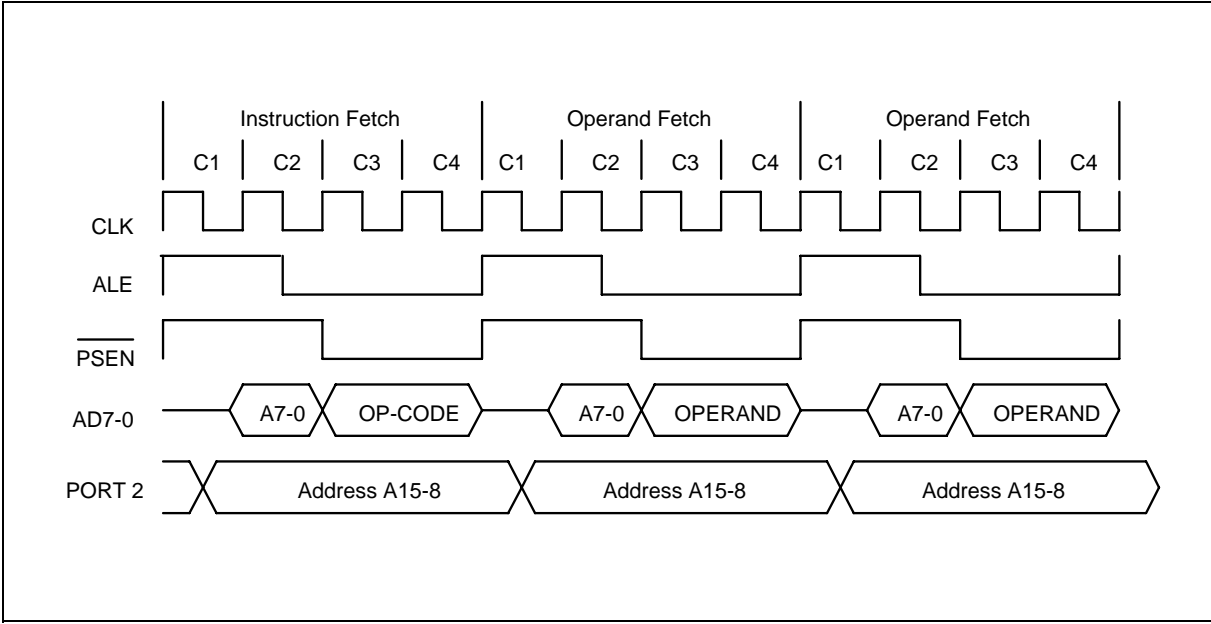 Instruction Fetch Operand Fetch Operand Fetch
C1 C2 C3 C4 C1 C2 C3 C4 C1 C2 C3 C4
CLK
ALE
PSEN
AD7-0 A7-0 OP-CODE A7-0 OPERAND A7-0 OPERAND
PORT 2 Address A15-8 Address A15-8 Address A15-8